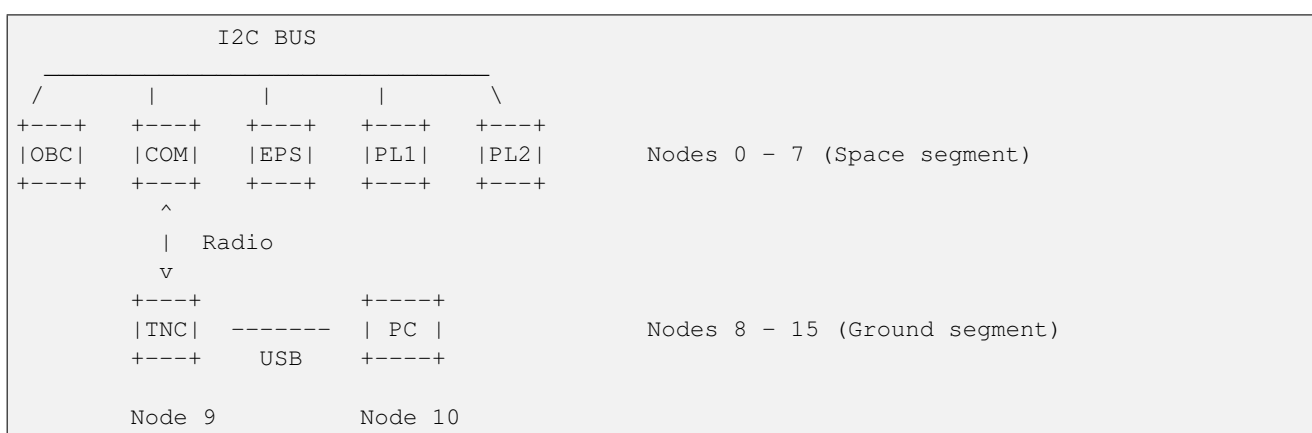 I2C BUS
|OBC| |COM| |EPS| |PL1| |PL2| Nodes 0 - 7 (Space segment)
| Radio
v
|TNC| ------- | PC | Nodes 8 - 15 (Ground segment)
USB
Node 9 Node 10